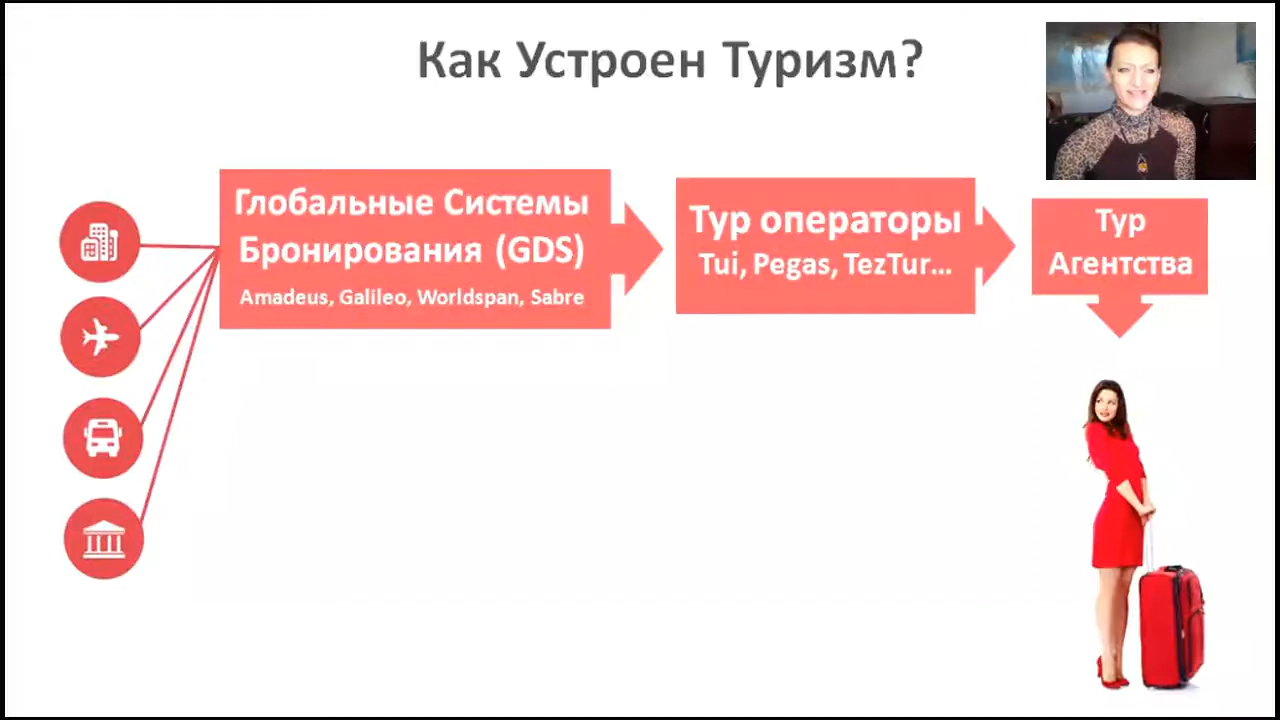 Как Устроен Туризм?
Глобальные Системы
Бронирования (GDS)
Amadeus, Galileo, Worldspan, Sabre
Тур операторы
Tui, Pegas, TezTur...
Тур
Агентства